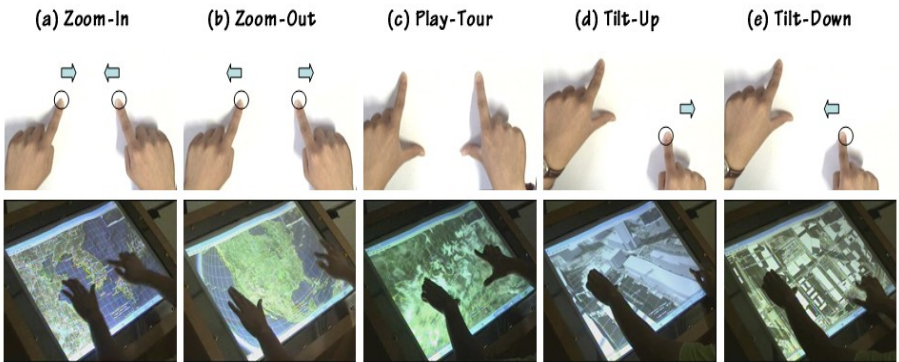 (a) Zoom-In
(b) Zoom-Out
(c) Play-Tour
(d) Tilt-Up
(e) Tilt-Down